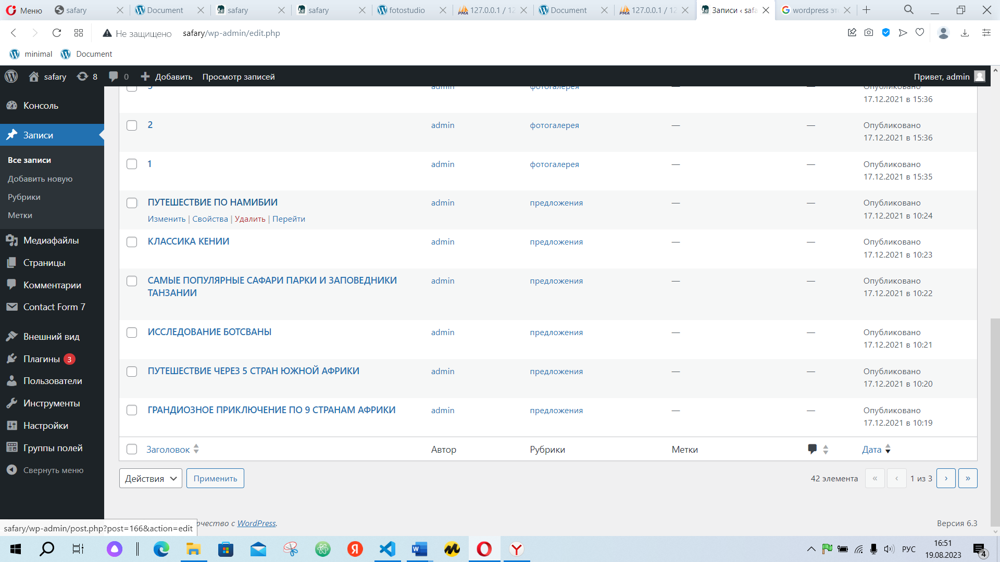 Меню
safary
Document
safary
safary
fotostudio
127.0.0.1 / 12
Document
127.0.0.1 / 12
Записи ‹ safa
wordpress эт
Не защищено
safary/wp-admin/edit.php
minimal
Document
safary
8
0
Добавить
Просмотр записей
Привет, admin
Консоль
Записи
Все записи
Добавить новую
Рубрики
Метки
Медиафайлы
Страницы
Комментарии
Contact Form 7
Внешний вид
Плагины 3
Пользователи
Инструменты
Настройки
Группы полей
Свернуть меню
3 admin фотогалерея — — Опубликовано
17.12.2021 в 15:36
2 admin фотогалерея — — Опубликовано
17.12.2021 в 15:36
1 admin фотогалерея — — Опубликовано
17.12.2021 в 15:35
ПУТЕШЕСТВИЕ ПО НАМИБИИ admin предложения — — Опубликовано
17.12.2021 в 10:24
Изменить | Свойства | Удалить | Перейти
КЛАССИКА КЕНИИ admin предложения — — Опубликовано
17.12.2021 в 10:23
САМЫЕ ПОПУЛЯРНЫЕ САФАРИ ПАРКИ И ЗАПОВЕДНИКИ
ТАНЗАНИИ
admin предложения — — Опубликовано
17.12.2021 в 10:22
ИССЛЕДОВАНИЕ БОТСВАНЫ admin предложения — — Опубликовано
17.12.2021 в 10:21
ПУТЕШЕСТВИЕ ЧЕРЕЗ 5 СТРАН ЮЖНОЙ АФРИКИ admin предложения — — Опубликовано
17.12.2021 в 10:20
ГРАНДИОЗНОЕ ПРИКЛЮЧЕНИЕ ПО 9 СТРАНАМ АФРИКИ admin предложения — — Опубликовано
17.12.2021 в 10:19
Заголовок Автор Рубрики Метки Дата
Действия Применить
42 элемента « ‹ 1 из 3 › »
рчество с WordPress.
Версия 6.3
safary/wp-admin/post.php?post=166&action=edit
РУС
16:51
19.08.2023
4